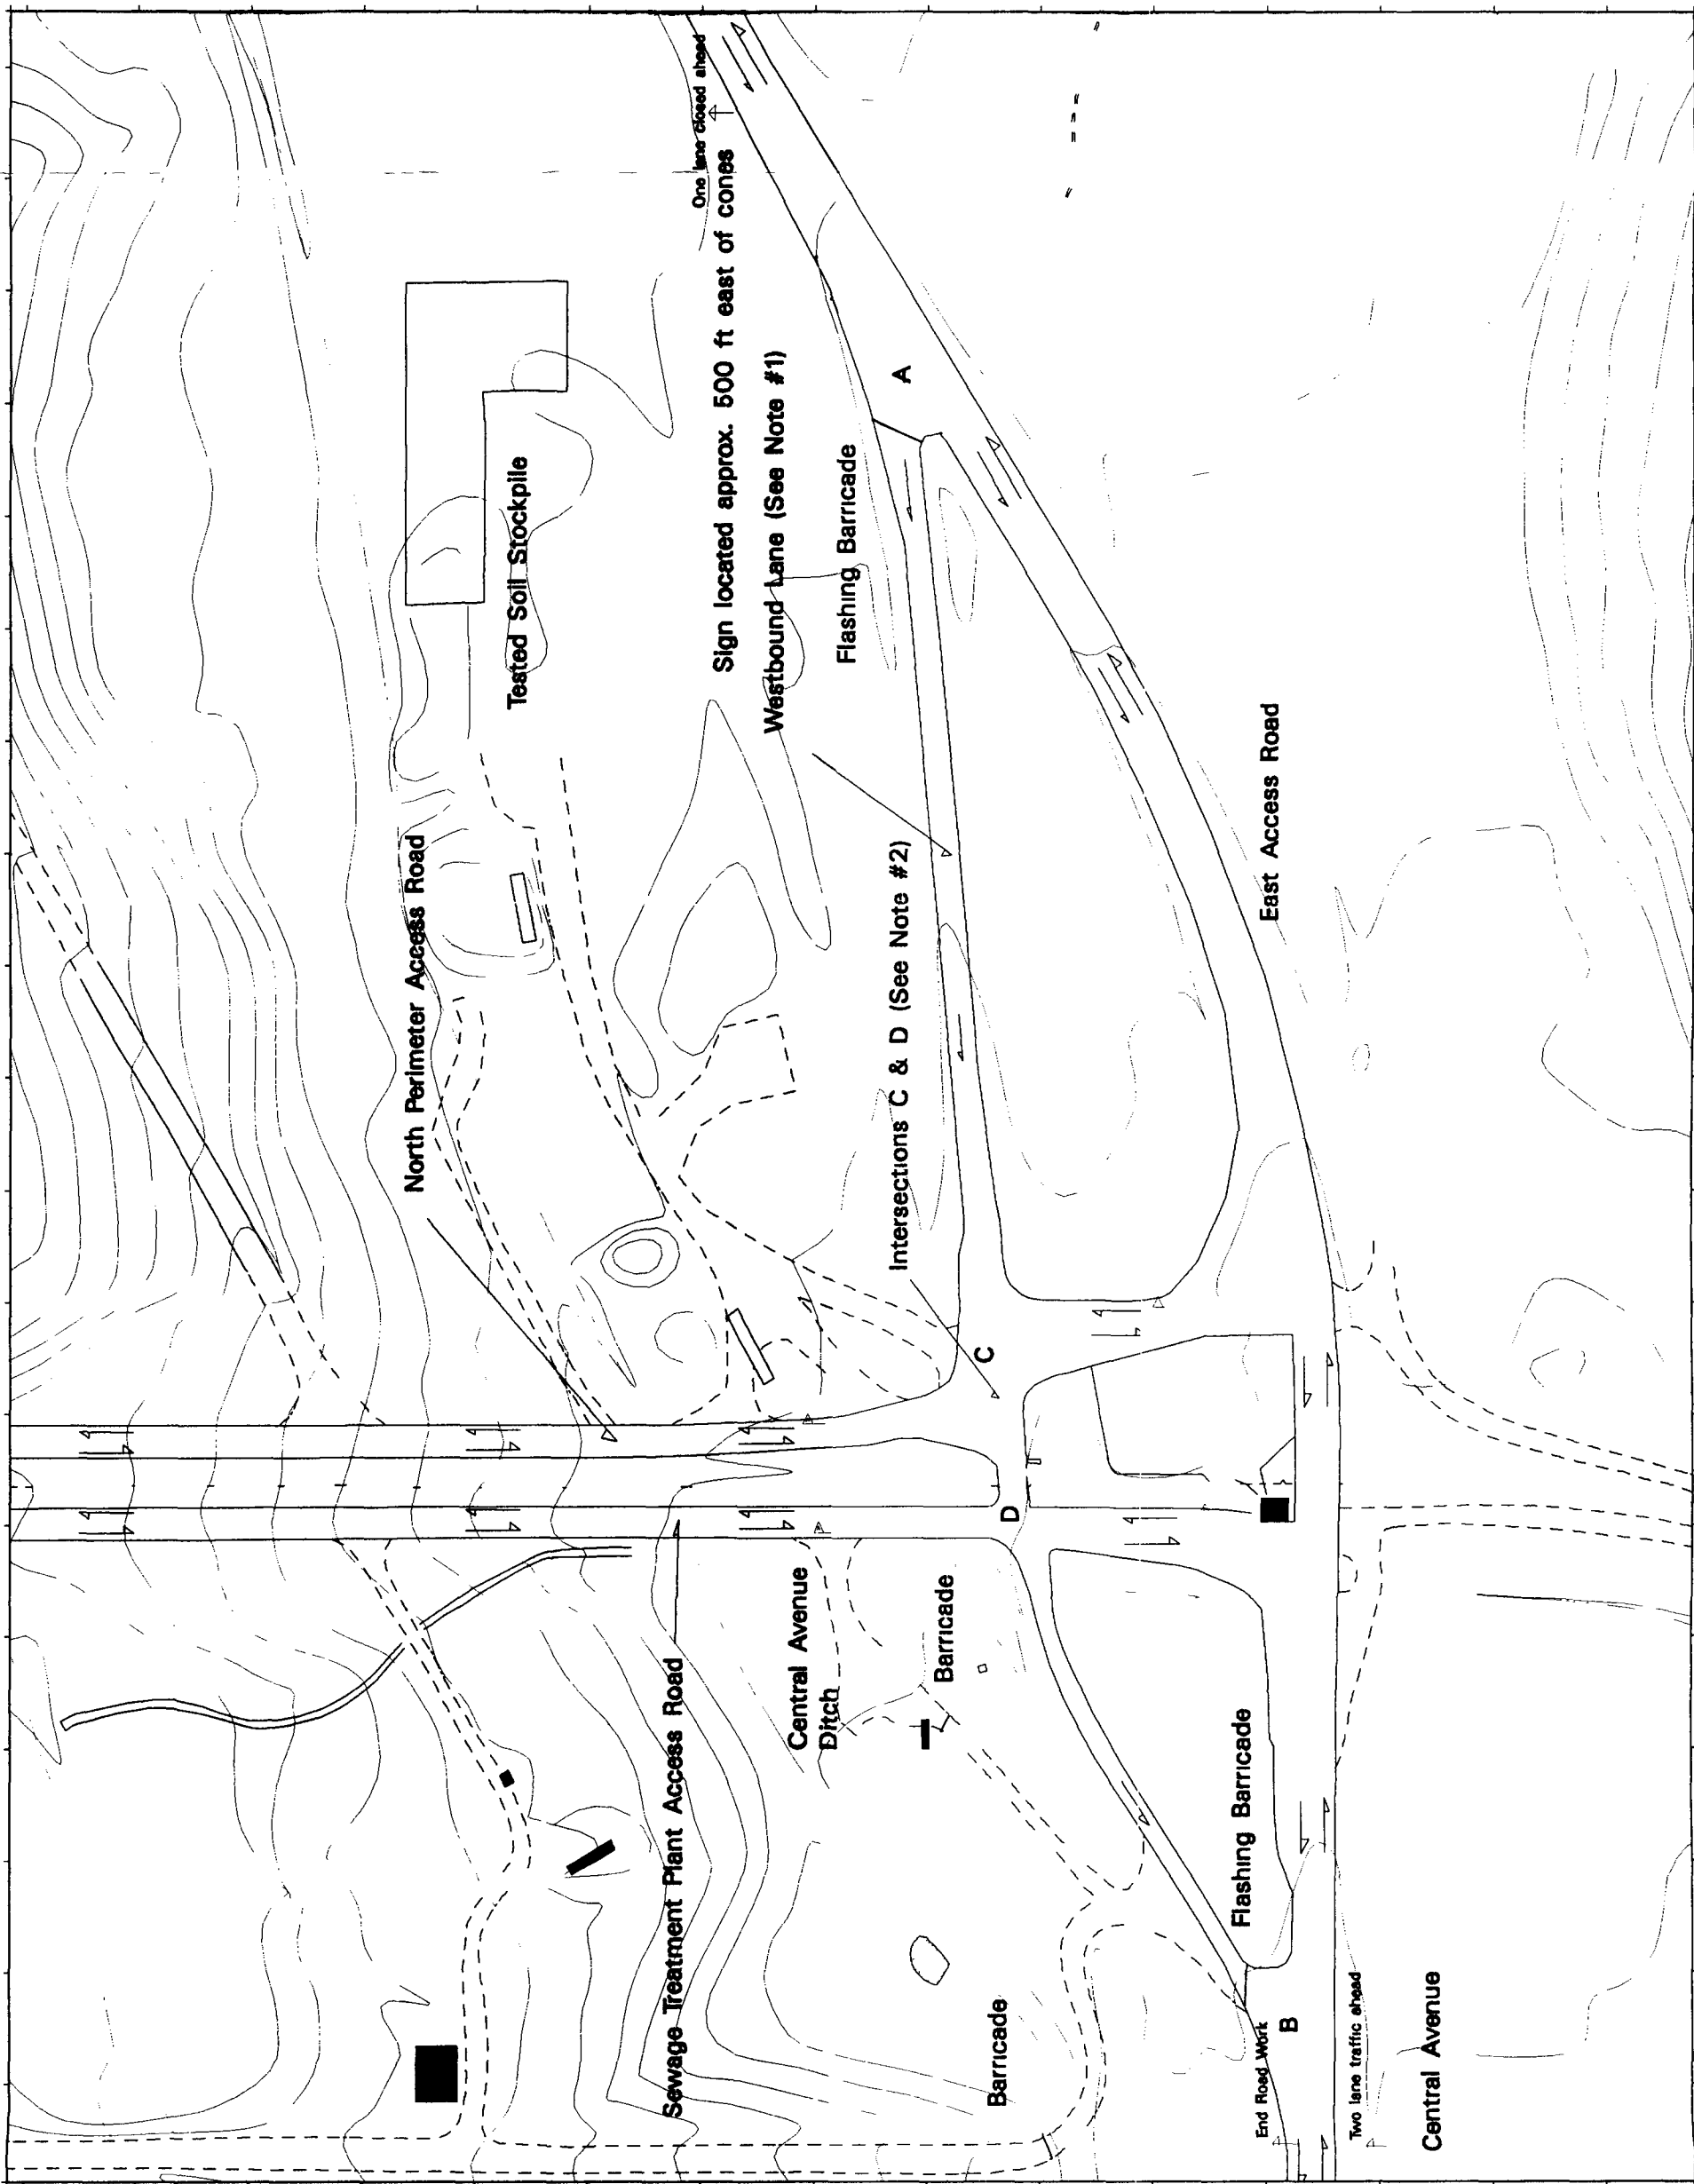 One lane closed ahead
Sign located approx. 500 ft east of cones
Westbound Lane (See Note #1)
Flashing Barricade
A
Tested Soil Stockpile
North Perimeter Access Road
Intersections C & D (See Note #2)
East Access Road
C
D
Central Avenue
Ditch
Barricade
Sewage Treatment Plant Access Road
Flashing Barricade
Barricade
End Road Work
B
Two lane traffic ahead
Central Avenue